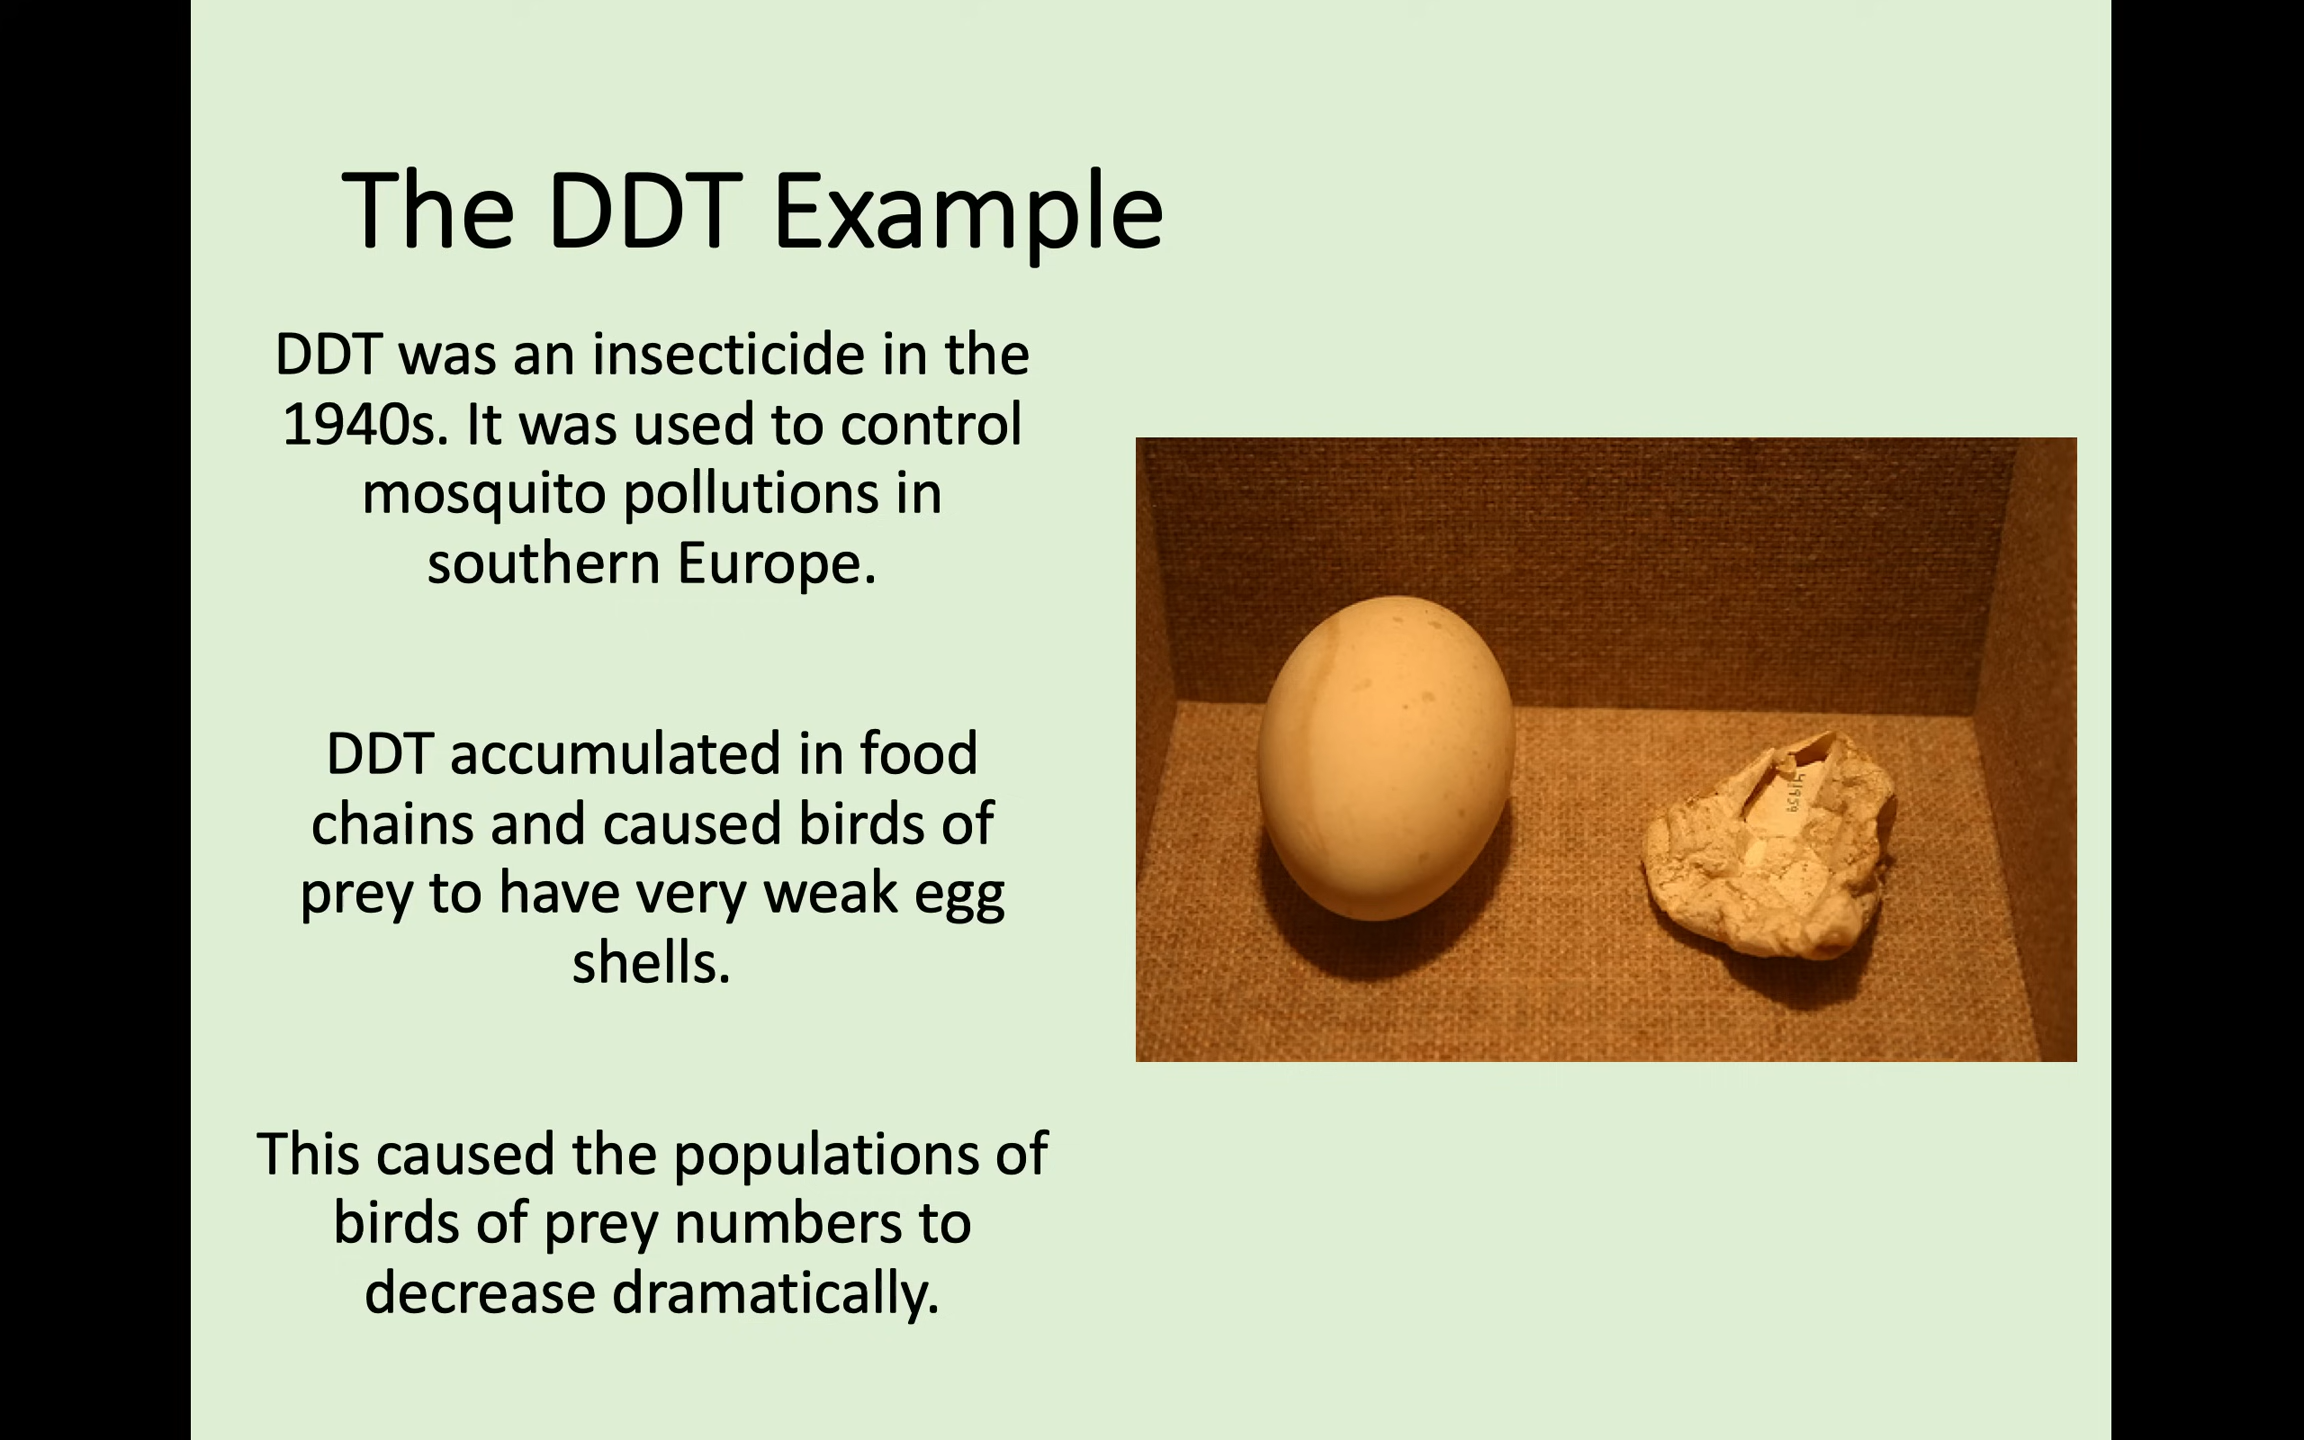 The DDT Example
DDT was an insecticide in the
1940s. It was used to control
mosquito pollutions in
southern Europe.
DDT accumulated in food
chains and caused birds of
prey to have very weak egg
shells.
This caused the populations of
birds of prey numbers to
decrease dramatically.